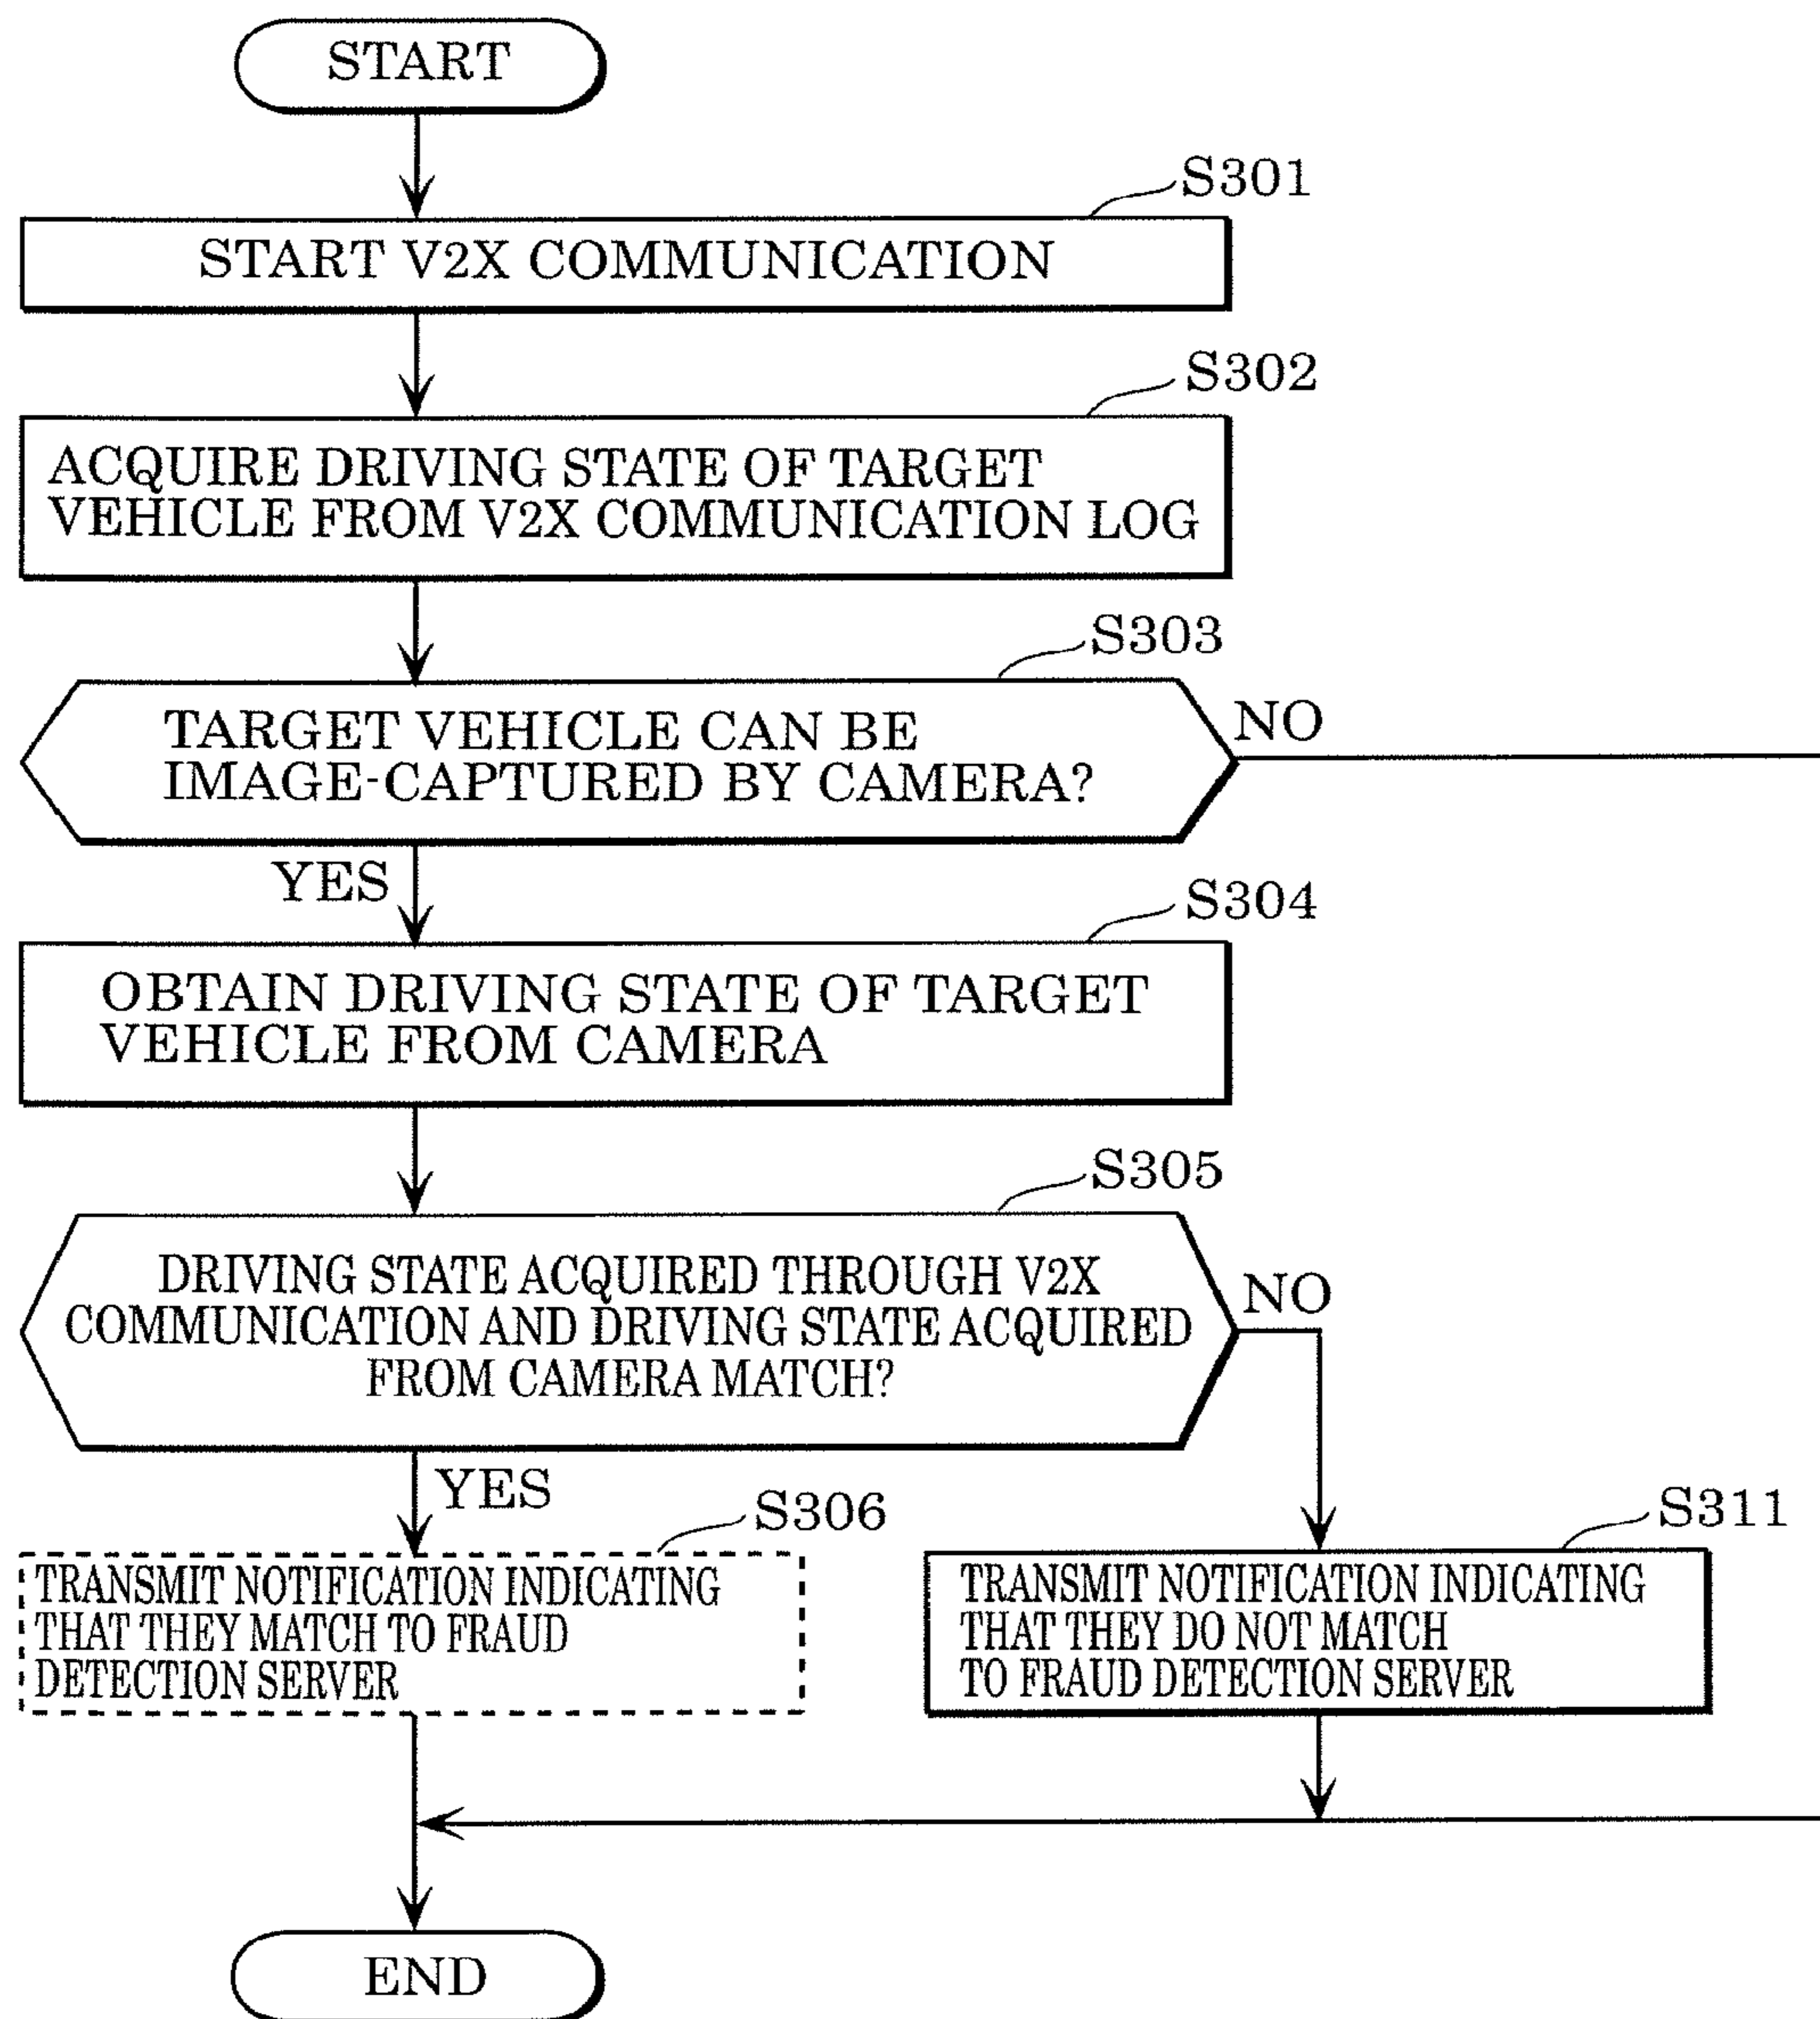 START
S301
START V2X COMMUNICATION
S302
ACQUIRE DRIVING STATE OF TARGET
VEHICLE FROM V2X COMMUNICATION LOG
S303
TARGET VEHICLE CAN BE
IMAGE-CAPTURED BY CAMERA?
NO
YES
S304
OBTAIN DRIVING STATE OF TARGET
VEHICLE FROM CAMERA
S305
DRIVING STATE ACQUIRED THROUGH V2X
COMMUNICATION AND DRIVING STATE ACQUIRED
FROM CAMERA MATCH?
NO
YES
S306
TRANSMIT NOTIFICATION INDICATING
THAT THEY MATCH TO FRAUD
DETECTION SERVER
S311
TRANSMIT NOTIFICATION INDICATING
THAT THEY DO NOT MATCH
TO FRAUD DETECTION SERVER
END